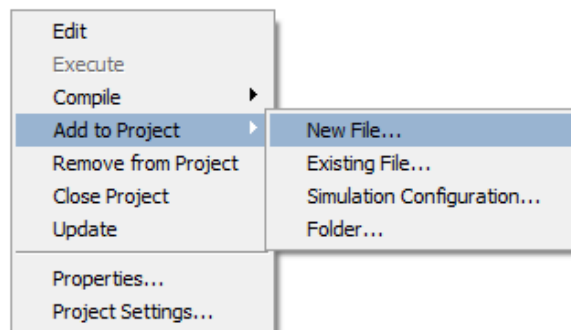 Edit
Execute
Compile
Add to Project
New File...
Remove from Project
Existing File...
Close Project
Simulation Configuration...
Update
Folder...
Properties...
Project Settings...